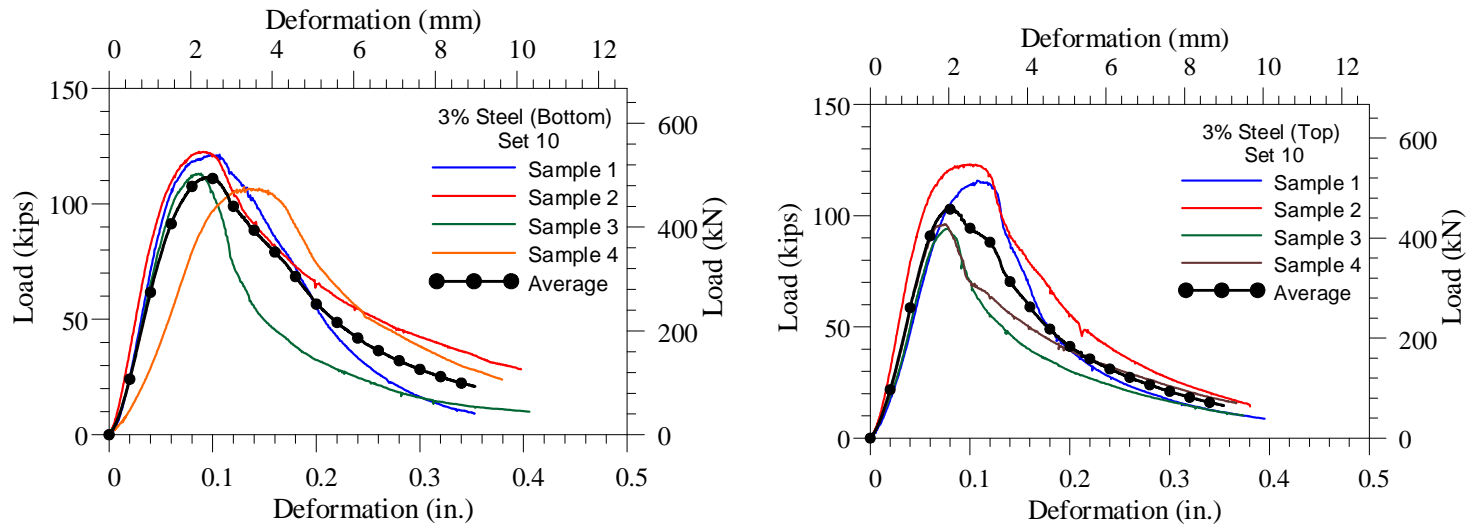 Deformation (mm)
0 2 4 6 8 10 12
150
100
50
0
Load (kips)
3% Steel (Bottom)
Set 10
Sample 1
Sample 2
Sample 3
Sample 4
Average
600
400
200
0
Load (kN)
0 0.1 0.2 0.3 0.4 0.5
Deformation (in.)
Deformation (mm)
0 2 4 6 8 10 12
150
100
50
0
Load (kips)
3% Steel (Top)
Set 10
Sample 1
Sample 2
Sample 3
Sample 4
Average
600
400
200
0
Load (kN)
0 0.1 0.2 0.3 0.4 0.5
Deformation (in.)